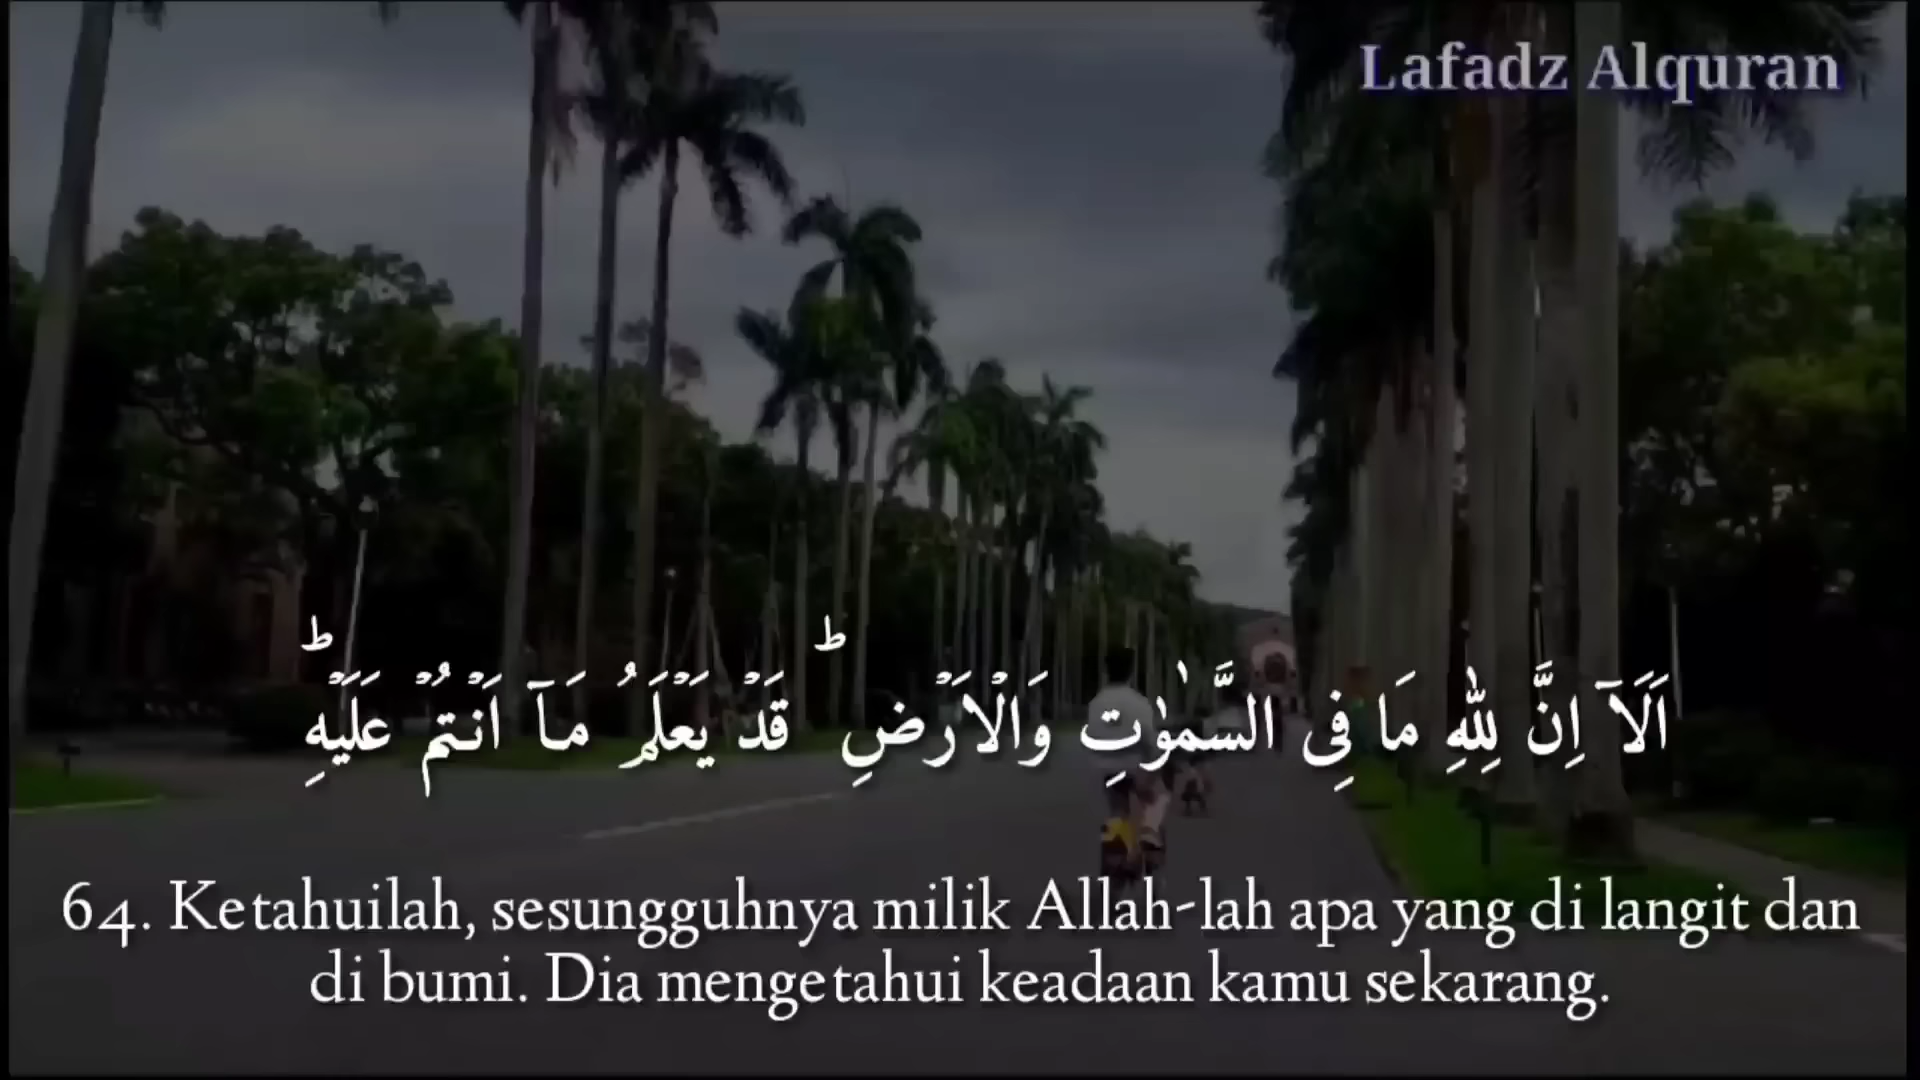 Lafadz Alquran
اَلَآ اِنَّ لِلّٰهِ مَا فِى السَّمٰوٰتِ وَالْاَرْضِ ؕ قَدْ يَعْلَمُ مَآ اَنْتُمْ عَلَيْهِ ؕ
64. Ketahuilah, sesungguhnya milik Allah-lah apa yang di langit dan
di bumi. Dia mengetahui keadaan kamu sekarang.